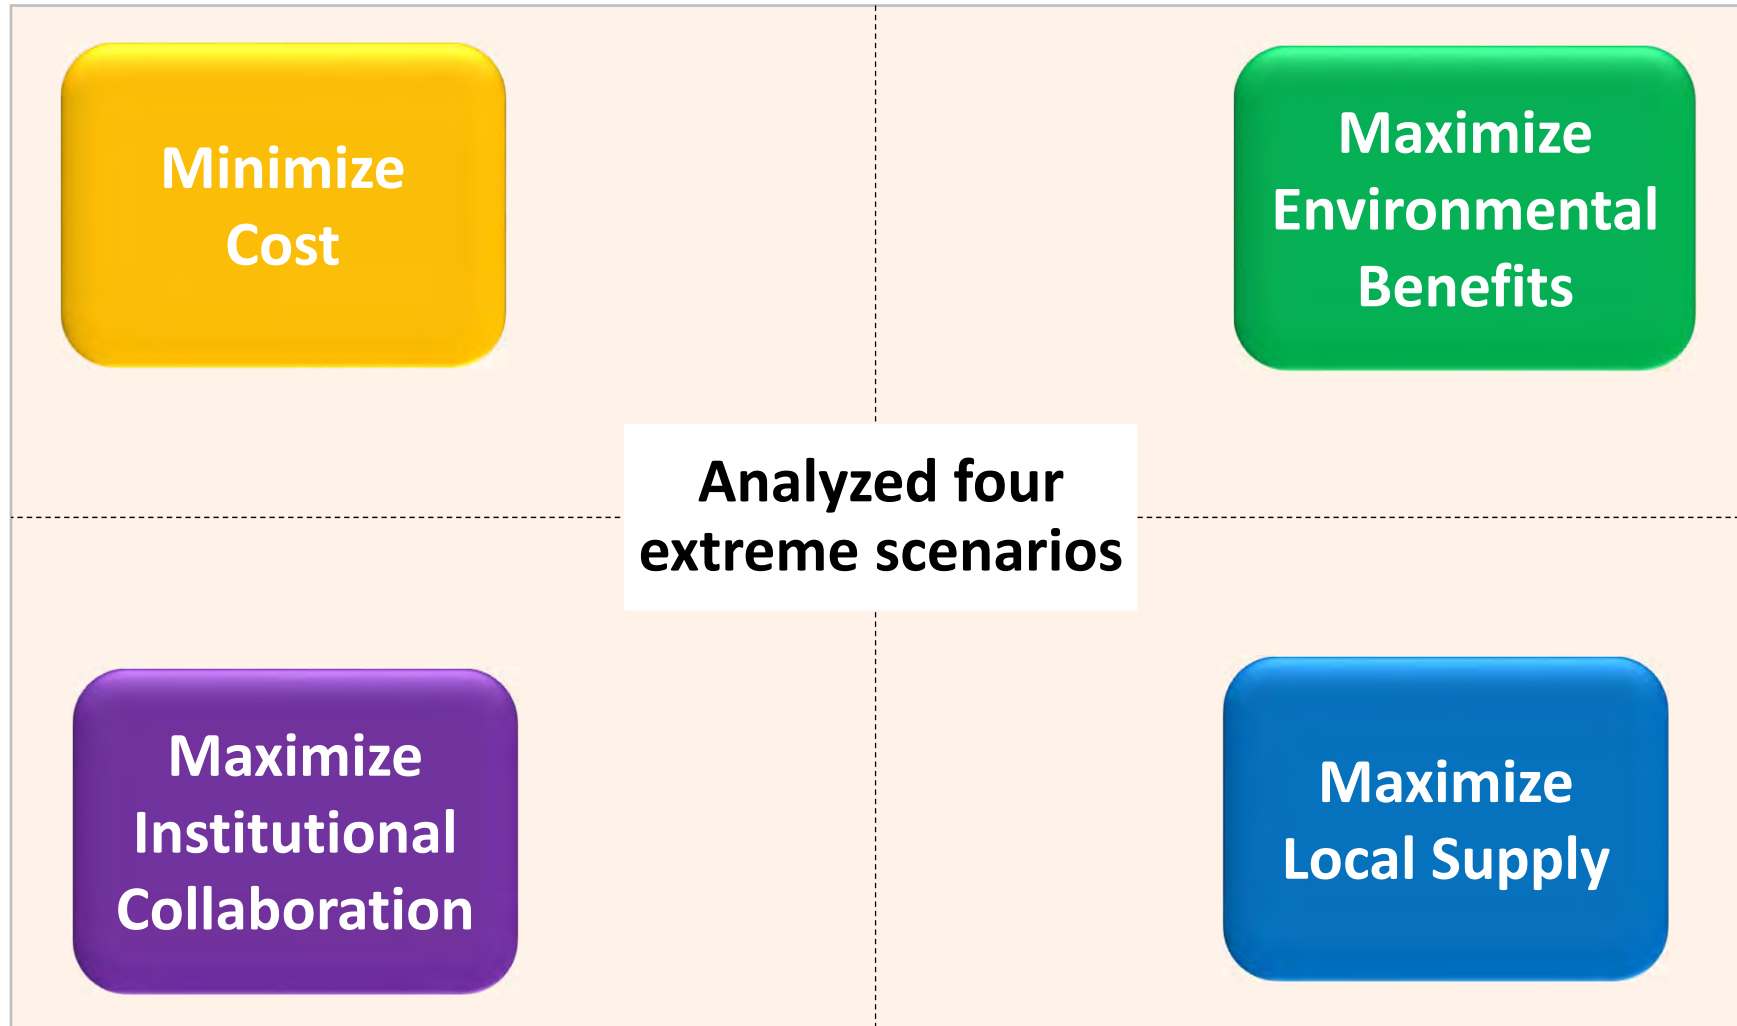 Minimize
Cost
Maximize
Environmental
Benefits
Analyzed four
extreme scenarios
Maximize
Institutional
Collaboration
Maximize
Local Supply